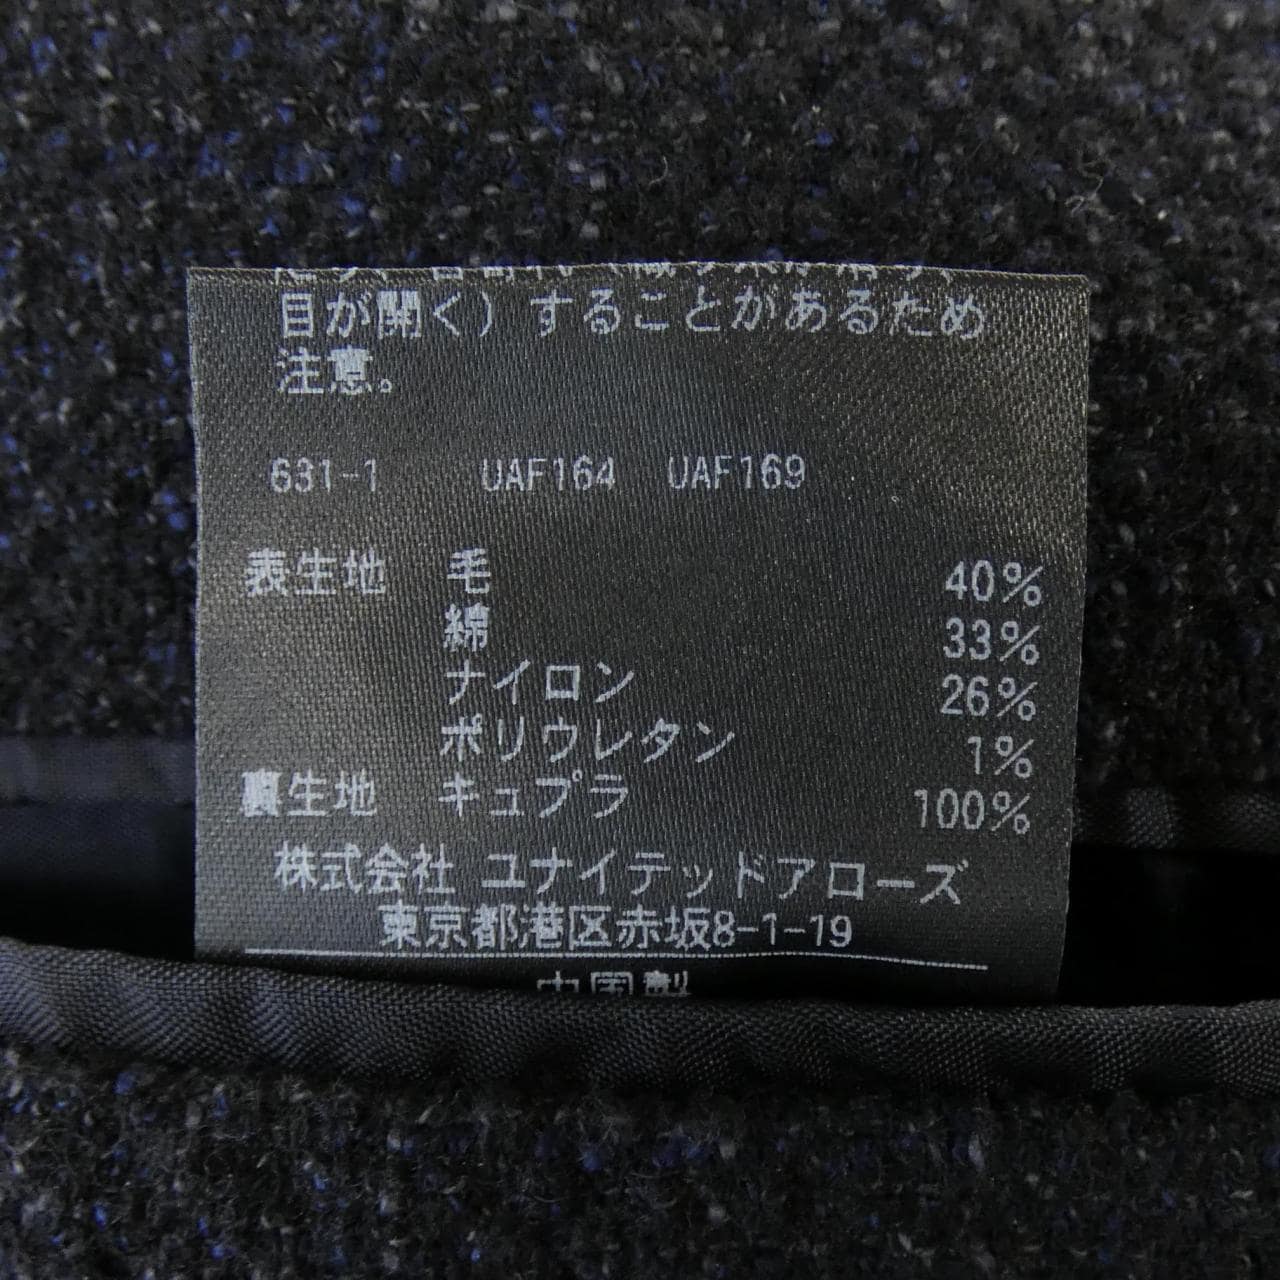 目が開く）することがあるため
注意。
631-1 UAF164 UAF169
表生地 毛 40%
綿 33%
ナイロン 26%
ポリウレタン 1%
裏生地 キュプラ 100%
株式会社 ユナイテッドアローズ
東京都港区赤坂8-1-19
中国製